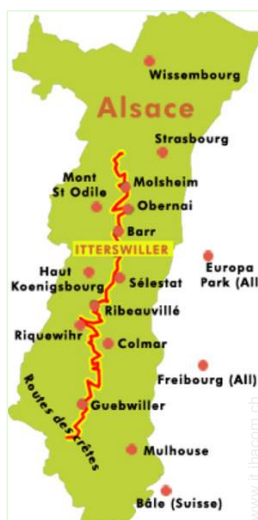 Wissembourg
Alsace
Strasbourg
Mont
St Odile
Molsheim
Obernai
Barr
ITTERSWILLER
Haut
Koenigsbourg
Sélestat
Europa
Park (All)
Ribeauvillé
Riquewihr
Colmar
Freibourg (All)
Guebwiller
Routes des crêtes
Mulhouse
Bâle (Suisse)
www.it.ihacom.ch